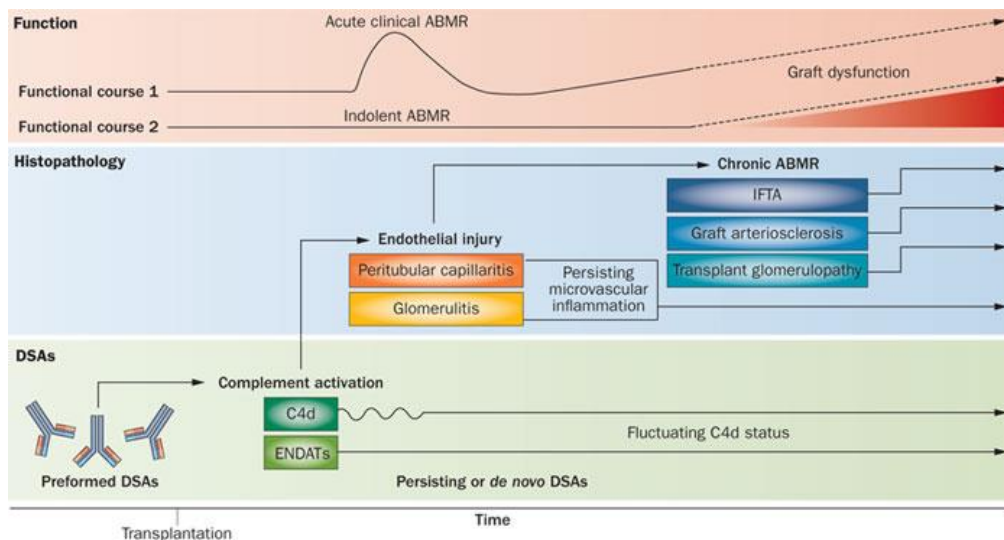 Function
Acute clinical ABMR
Functional course 1
Graft dysfunction
Functional course 2
Indolent ABMR
Histopathology
Chronic ABMR
IFTA
Graft arteriosclerosis
Transplant glomerulopathy
Endothelial injury
Peritubular capillaritis
Glomerulitis
Persisting
microvascular
inflammation
DSAs
Complement activation
C4d
ENDATs
Fluctuating C4d status
Preformed DSAs
Persisting or de novo DSAs
Time
Transplantation